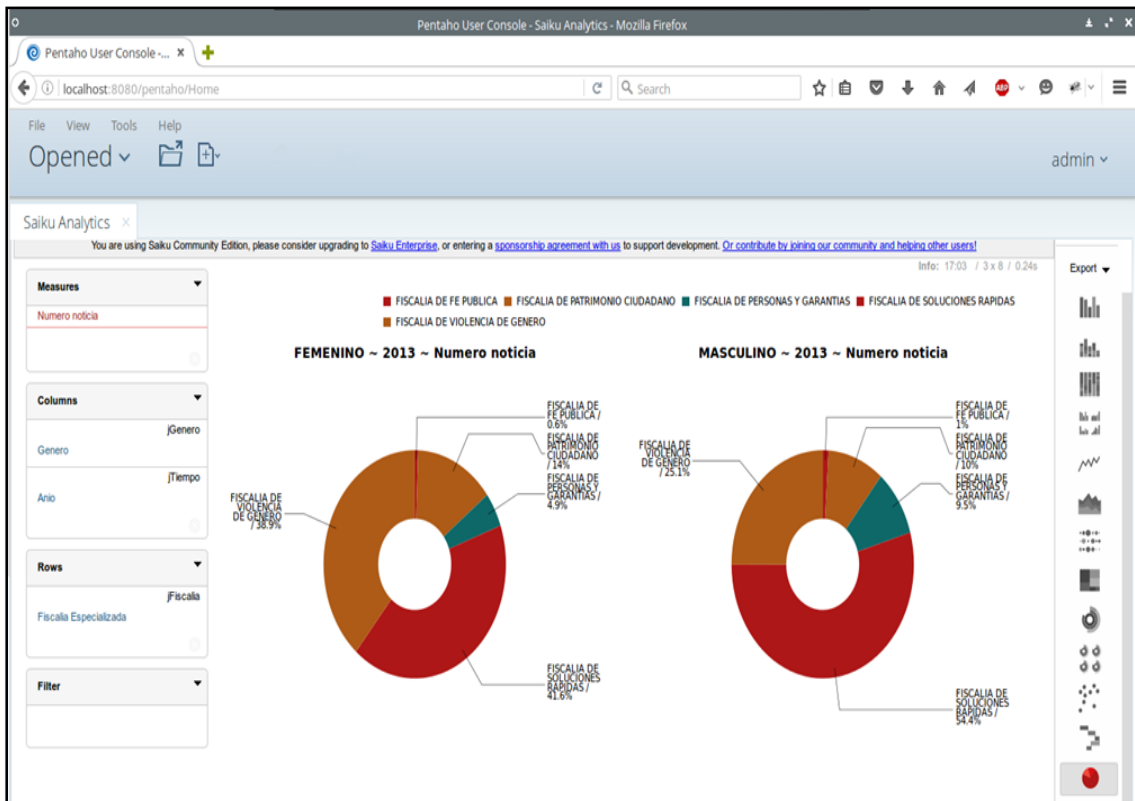 Pentaho User Console - Saiku Analytics - Mozilla Firefox
Pentaho User Console -...
localhost:8080/pentaho/Home
Search
ABP
File View Tools Help
Opened
admin
Saiku Analytics
You are using Saiku Community Edition, please consider upgrading to Saiku Enterprise, or entering a sponsorship agreement with us to support development. Or contribute by joining our community and helping other users!
Info: 17:03 / 3 x 8 / 0.24s
Export
Measures
Numero noticia
Columns
jGenero
Genero
jTiempo
Anio
Rows
jFiscalia
Fiscalia Especializada
Filter
FISCALIA DE FE PUBLICA FISCALIA DE PATRIMONIO CIUDADANO FISCALIA DE PERSONAS Y GARANTIAS FISCALIA DE SOLUCIONES RAPIDAS
FISCALIA DE VIOLENCIA DE GENERO
FEMENINO ~ 2013 ~ Numero noticia
FISCALIA DE
FE PUBLICA /
0.6%
FISCALIA DE
PATRIMONIO
CIUDADANO
/ 14%
FISCALIA DE
PERSONAS Y
GARANTIAS /
4.9%
FISCALIA DE
VIOLENCIA
DE GENERO
/ 38.9%
FISCALIA DE
SOLUCIONES
RAPIDAS /
41.6%
MASCULINO ~ 2013 ~ Numero noticia
FISCALIA DE
FE PUBLICA /
1%
FISCALIA DE
PATRIMONIO
CIUDADANO
/ 10%
FISCALIA DE
PERSONAS Y
GARANTIAS /
9.5%
FISCALIA DE
VIOLENCIA
DE GENERO
/ 25.1%
FISCALIA DE
SOLUCIONES
RAPIDAS /
54.4%